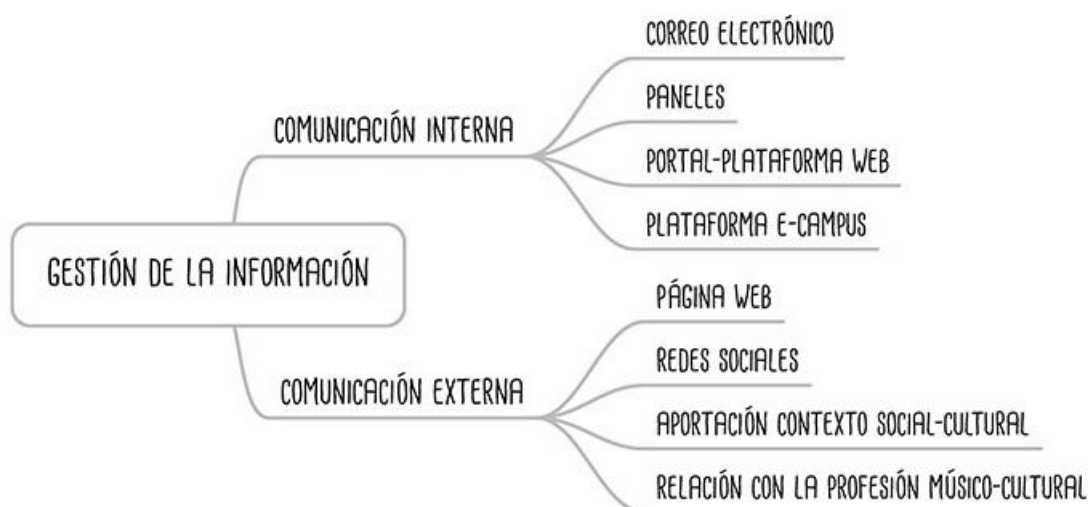 GESTIÓN DE LA INFORMACIÓN
COMUNICACIÓN INTERNA
CORREO ELECTRÓNICO
PANELES
PORTAL-PLATAFORMA WEB
PLATAFORMA E-CAMPUS
COMUNICACIÓN EXTERNA
PÁGINA WEB
REDES SOCIALES
APORTACIÓN CONTEXTO SOCIAL-CULTURAL
RELACIÓN CON LA PROFESIÓN MÚSICO-CULTURAL